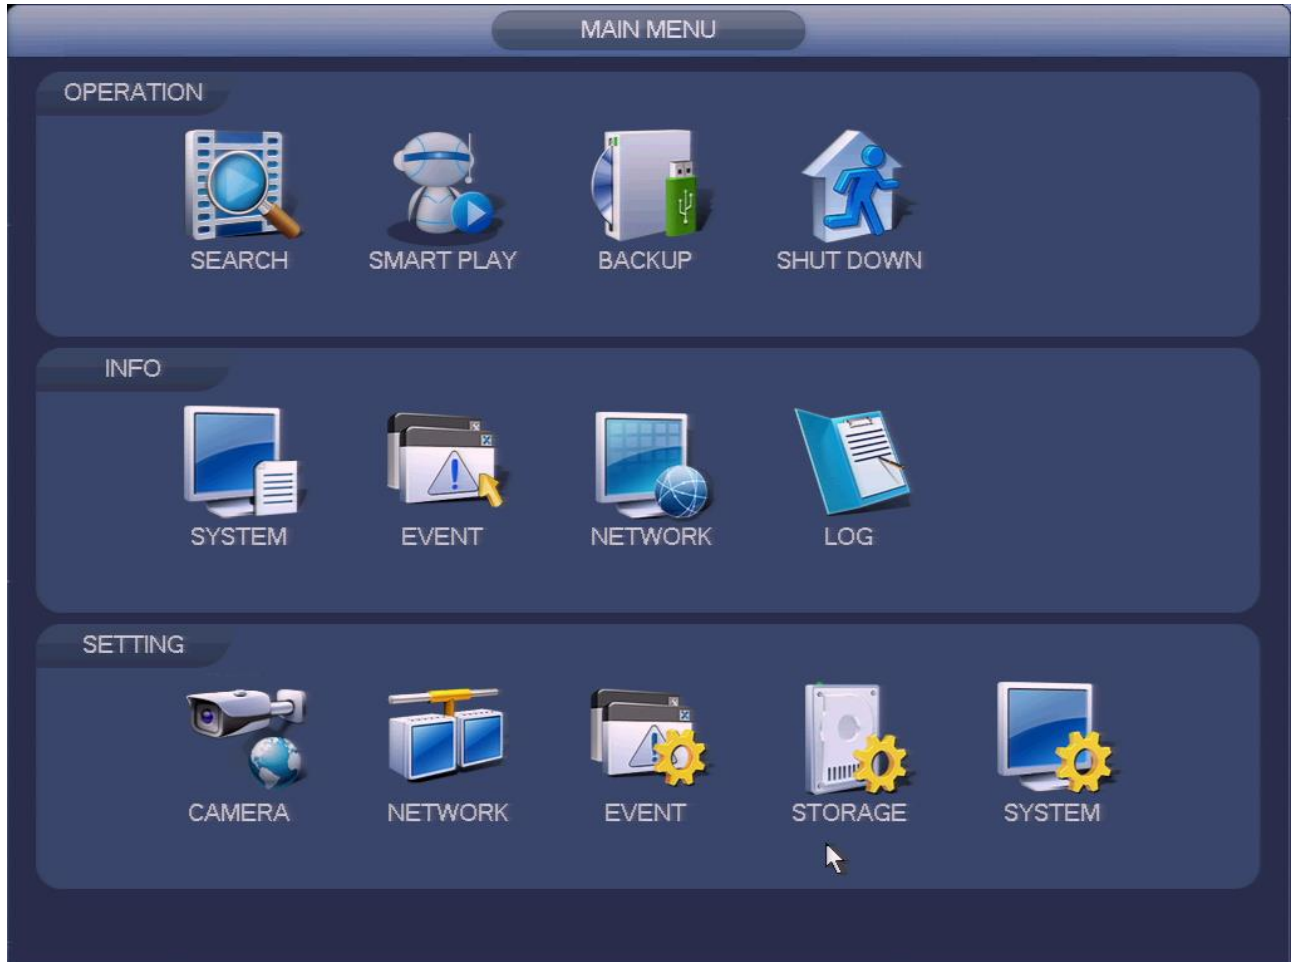 MAIN MENU
OPERATION
SEARCH SMART PLAY BACKUP SHUT DOWN
INFO
SYSTEM EVENT NETWORK LOG
SETTING
CAMERA NETWORK EVENT STORAGE SYSTEM